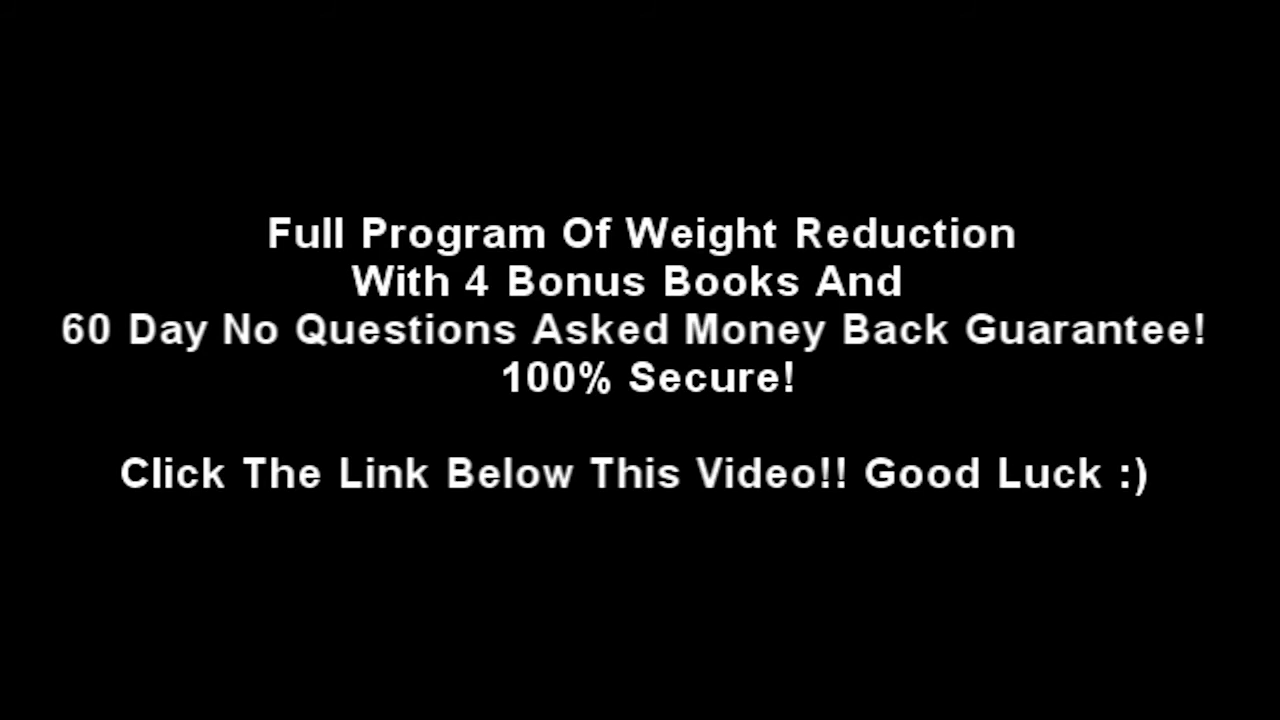 Full Program Of Weight Reduction
With 4 Bonus Books And
60 Day No Questions Asked Money Back Guarantee!
100% Secure!
Click The Link Below This Video!! Good Luck :)